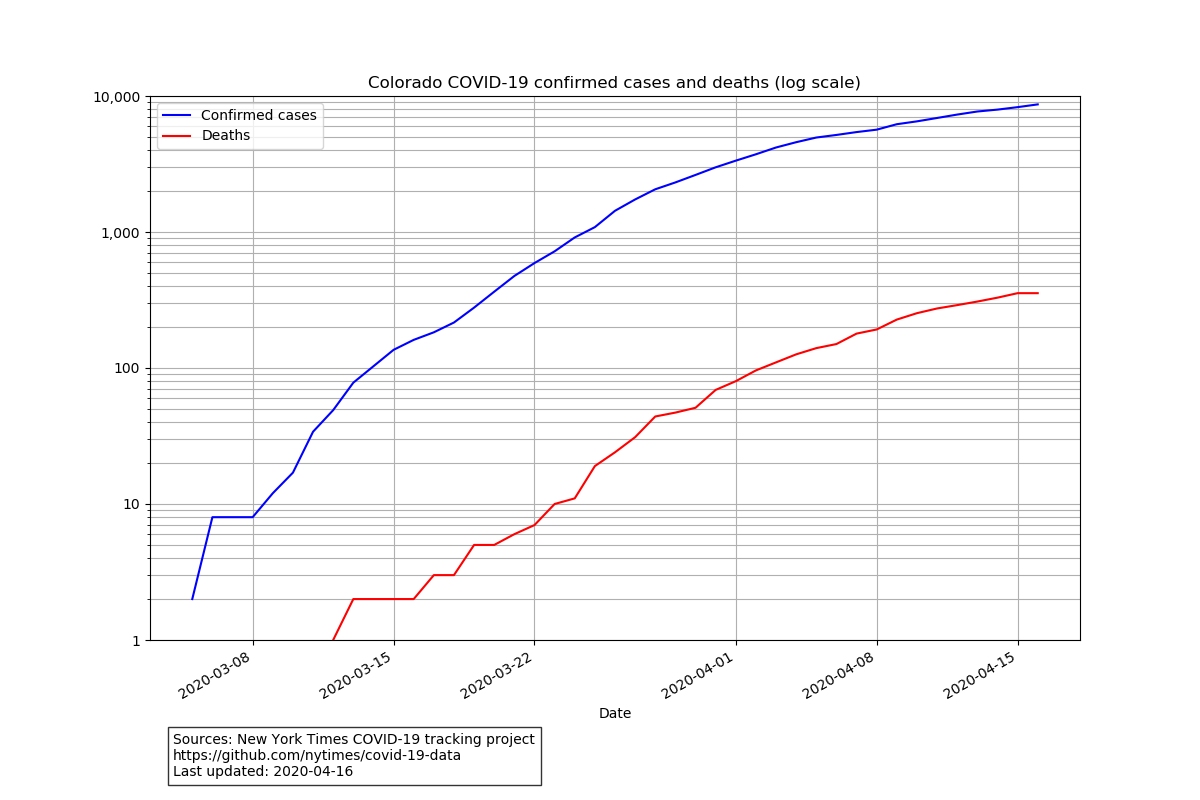 Colorado COVID-19 confirmed cases and deaths (log scale)
10,000
1,000
100
10
1
Confirmed cases
Deaths
2020-03-08
2020-03-15
2020-03-22
2020-04-01
2020-04-08
2020-04-15
Date
Sources: New York Times COVID-19 tracking project
https://github.com/nytimes/covid-19-data
Last updated: 2020-04-16